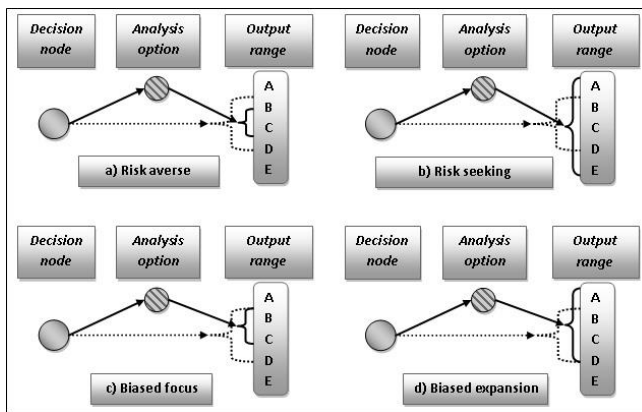 Decision node
Analysis option
Output range
A
B
C
D
E
a) Risk averse
Decision node
Analysis option
Output range
A
B
C
D
E
b) Risk seeking
Decision node
Analysis option
Output range
A
B
C
D
E
c) Biased focus
Decision node
Analysis option
Output range
A
B
C
D
E
d) Biased expansion